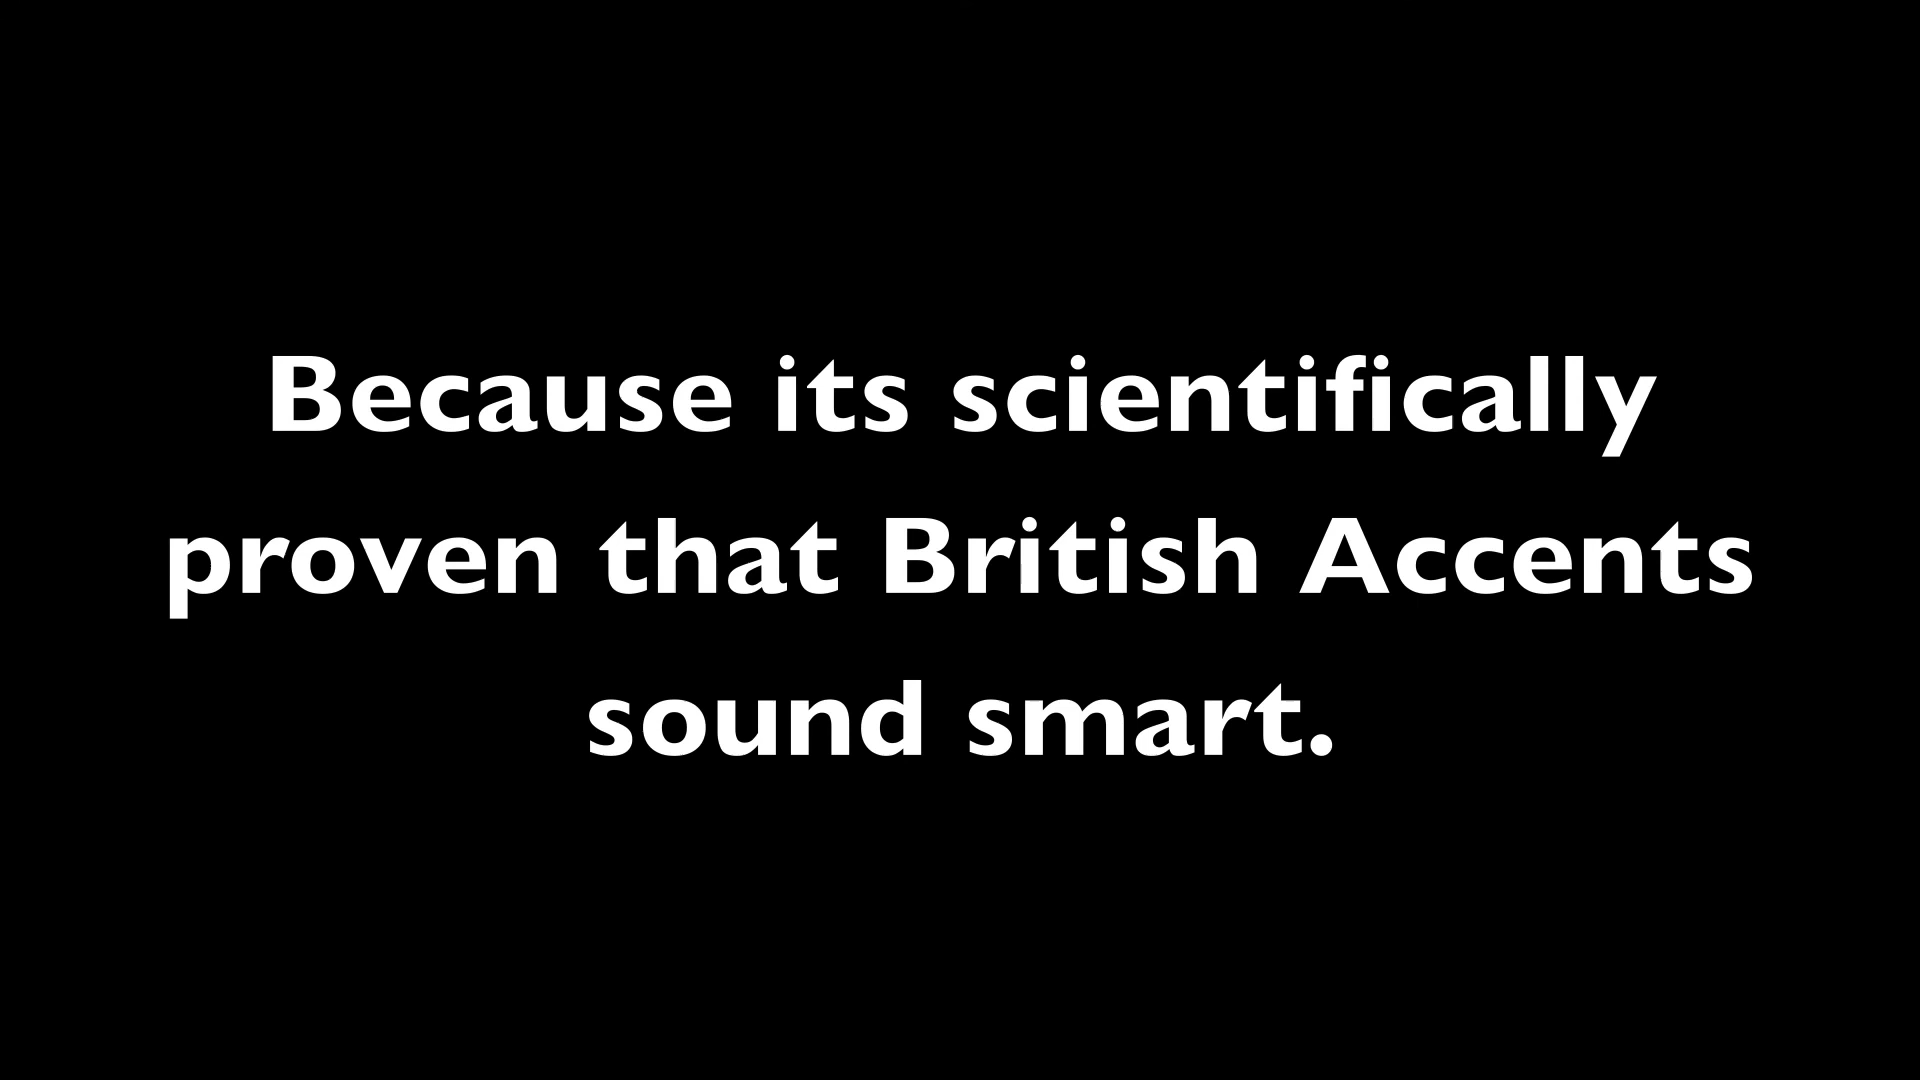 Because its scientifically
proven that British Accents
sound smart.